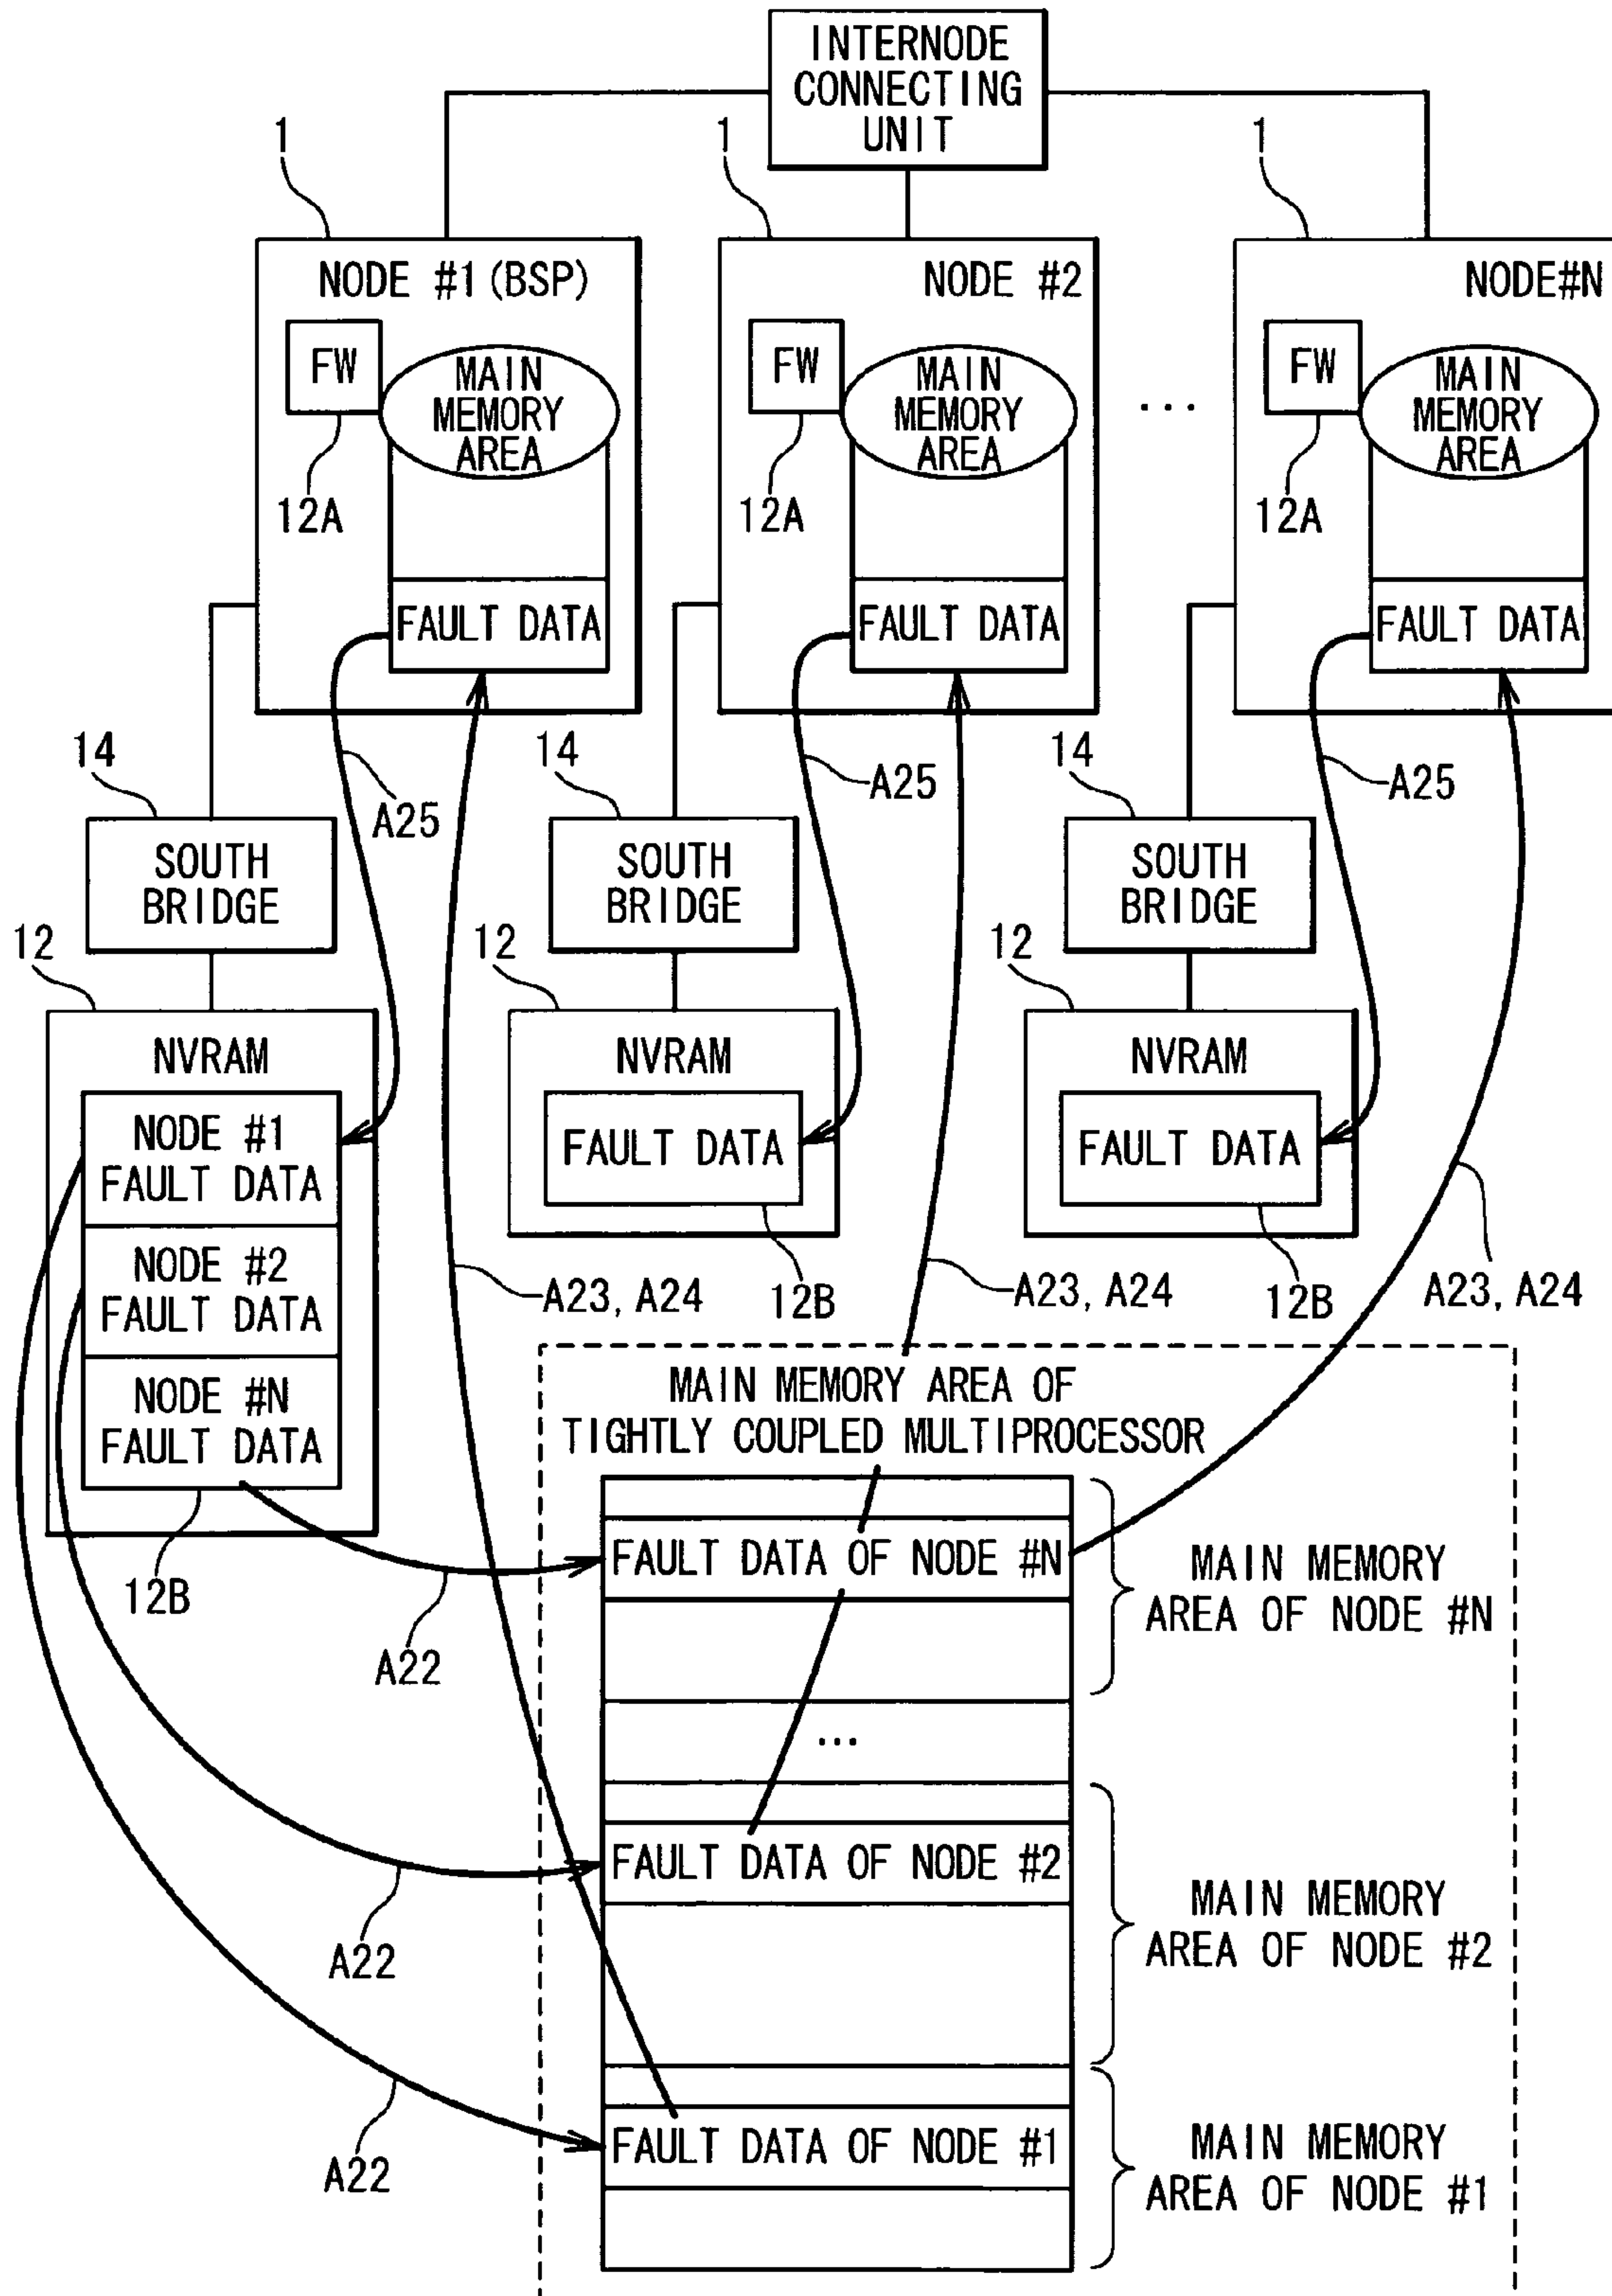 INTERNODE
CONNECTING
UNIT
1
1
1
NODE #1 (BSP)
NODE #2
NODE#N
FW
MAIN
MEMORY
AREA
FW
MAIN
MEMORY
AREA
...
FW
MAIN
MEMORY
AREA
12A
12A
12A
FAULT DATA
FAULT DATA
FAULT DATA
14
A25
14
A25
14
A25
SOUTH
BRIDGE
SOUTH
BRIDGE
SOUTH
BRIDGE
12
12
12
NVRAM
NVRAM
NVRAM
NODE #1
FAULT DATA
NODE #2
FAULT DATA
NODE #N
FAULT DATA
FAULT DATA
FAULT DATA
A23, A24
12B
A23, A24
12B
A23, A24
12B
MAIN MEMORY AREA OF
TIGHTLY COUPLED MULTIPROCESSOR
FAULT DATA OF NODE #N
MAIN MEMORY
AREA OF NODE #N
A22
...
FAULT DATA OF NODE #2
MAIN MEMORY
AREA OF NODE #2
A22
FAULT DATA OF NODE #1
MAIN MEMORY
AREA OF NODE #1
A22